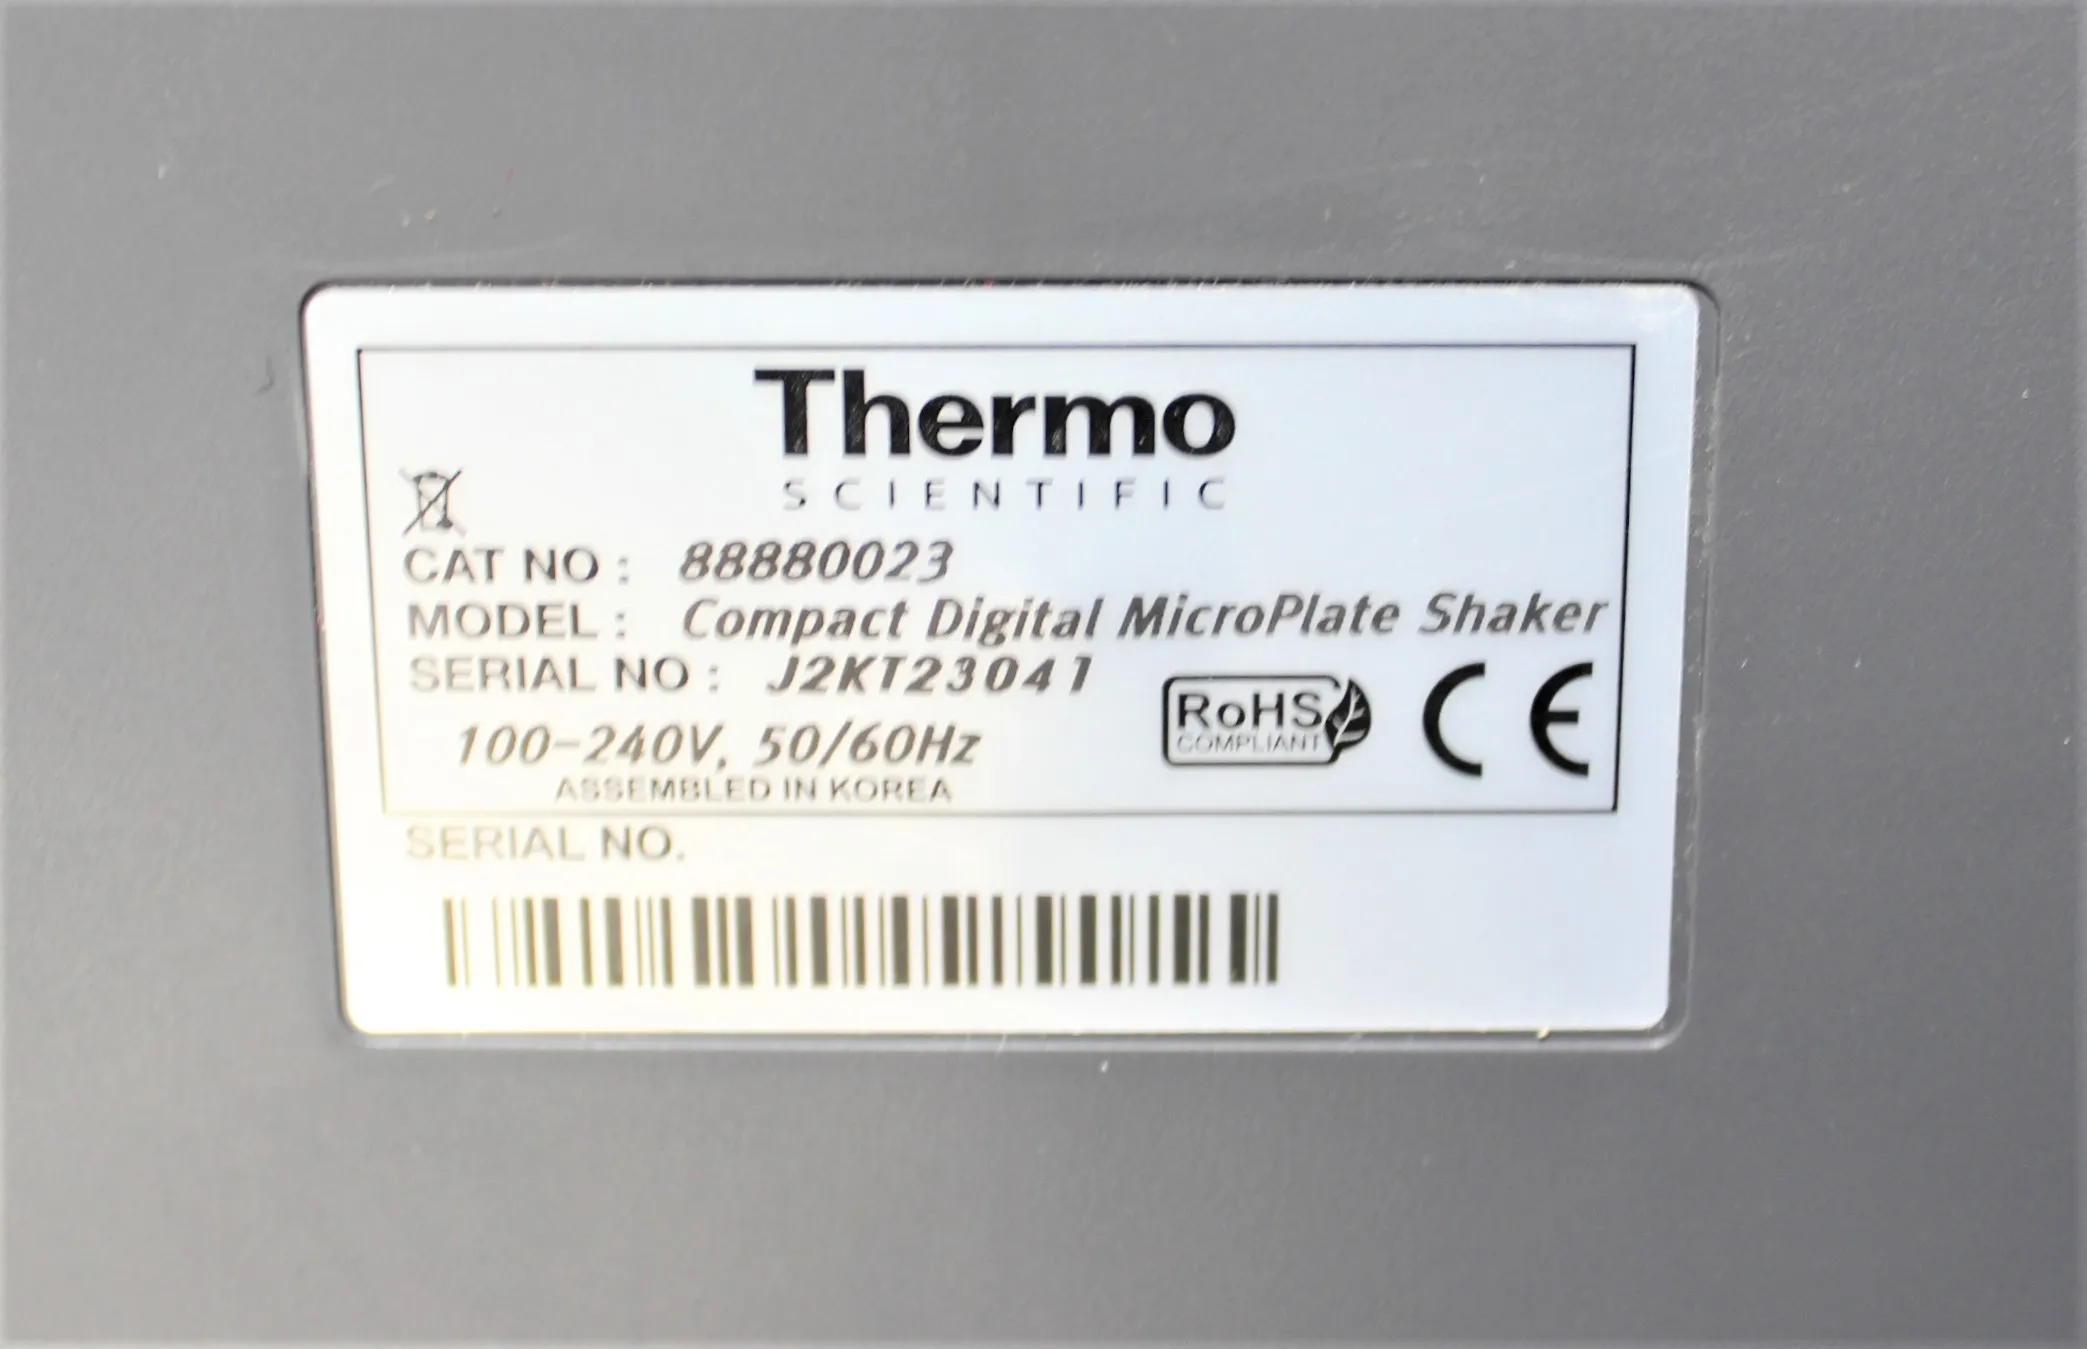 Thermo
SCIENTIFIC
CAT NO : 88880023
MODEL : Compact Digital MicroPlate Shaker
SERIAL NO : J2KT23041
RoHS
COMPLIANT
CE
100-240V, 50/60Hz
ASSEMBLED IN KOREA
SERIAL NO.